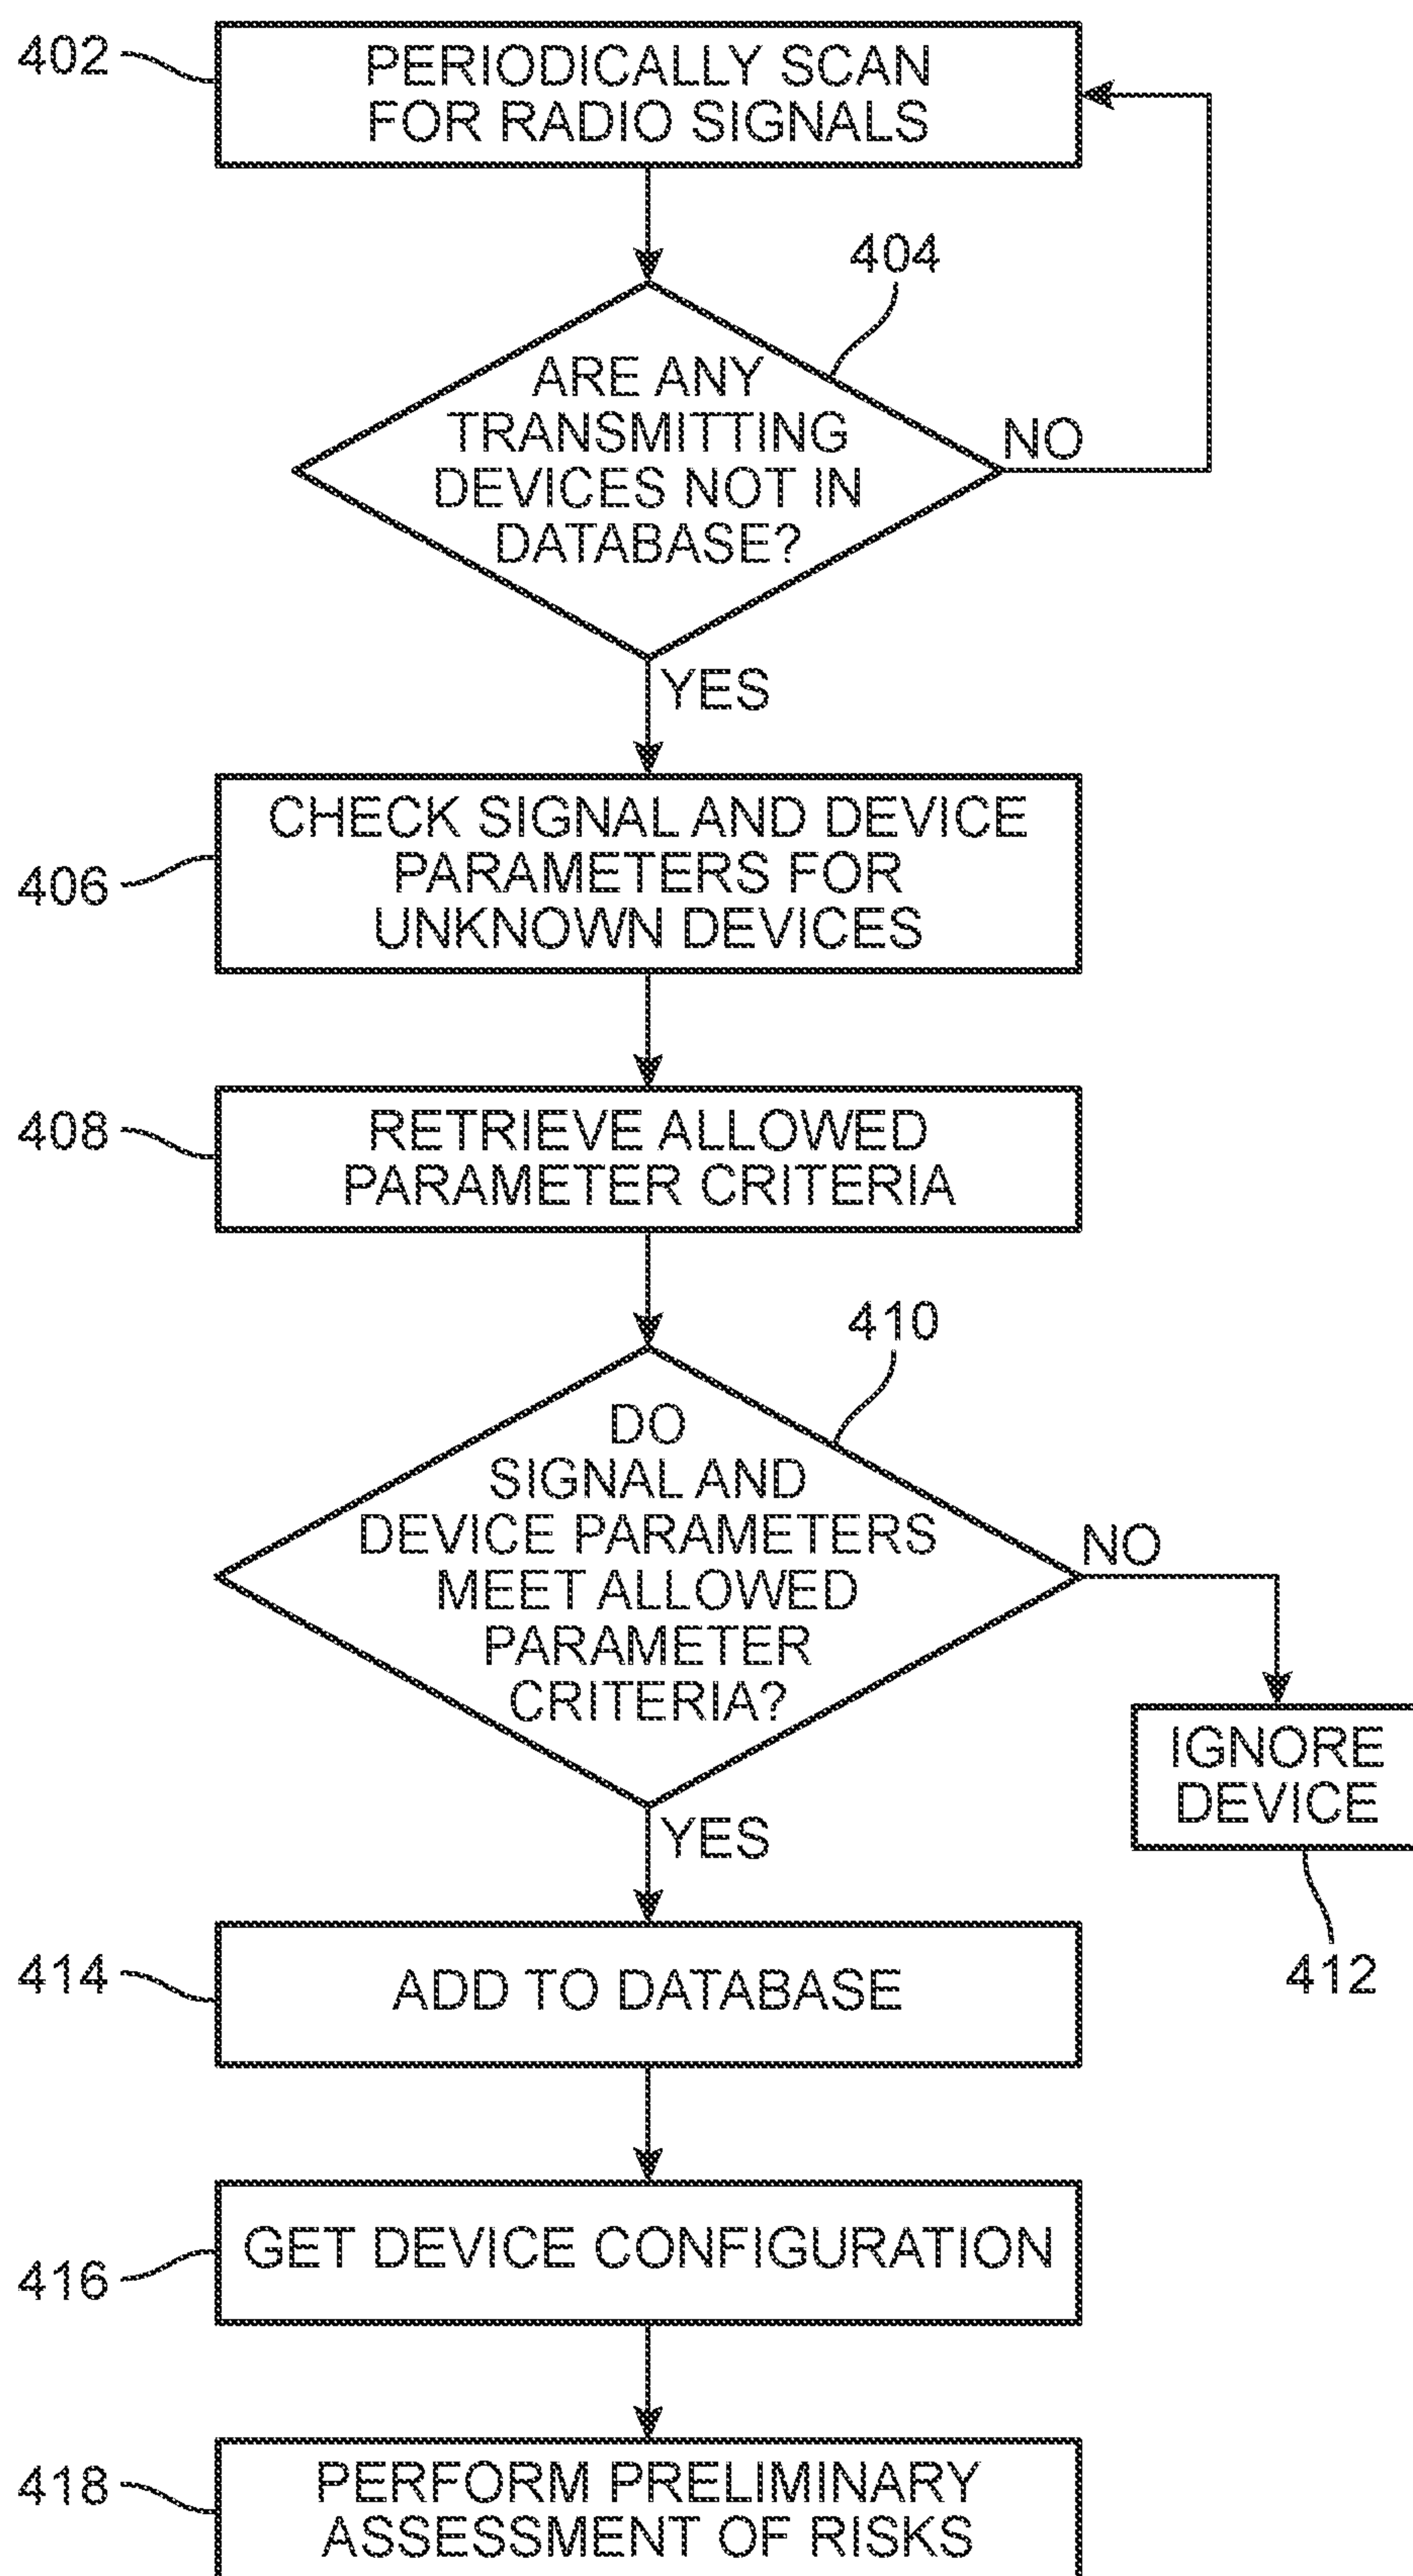 402
PERIODICALLY SCAN
FOR RADIO SIGNALS
404
ARE ANY
TRANSMITTING
DEVICES NOT IN
DATABASE?
NO
YES
406
CHECK SIGNAL AND DEVICE
PARAMETERS FOR
UNKNOWN DEVICES
408
RETRIEVE ALLOWED
PARAMETER CRITERIA
410
DO
SIGNAL AND
DEVICE PARAMETERS
MEET ALLOWED
PARAMETER
CRITERIA?
NO
IGNORE
DEVICE
412
YES
414
ADD TO DATABASE
416
GET DEVICE CONFIGURATION
418
PERFORM PRELIMINARY
ASSESSMENT OF RISKS